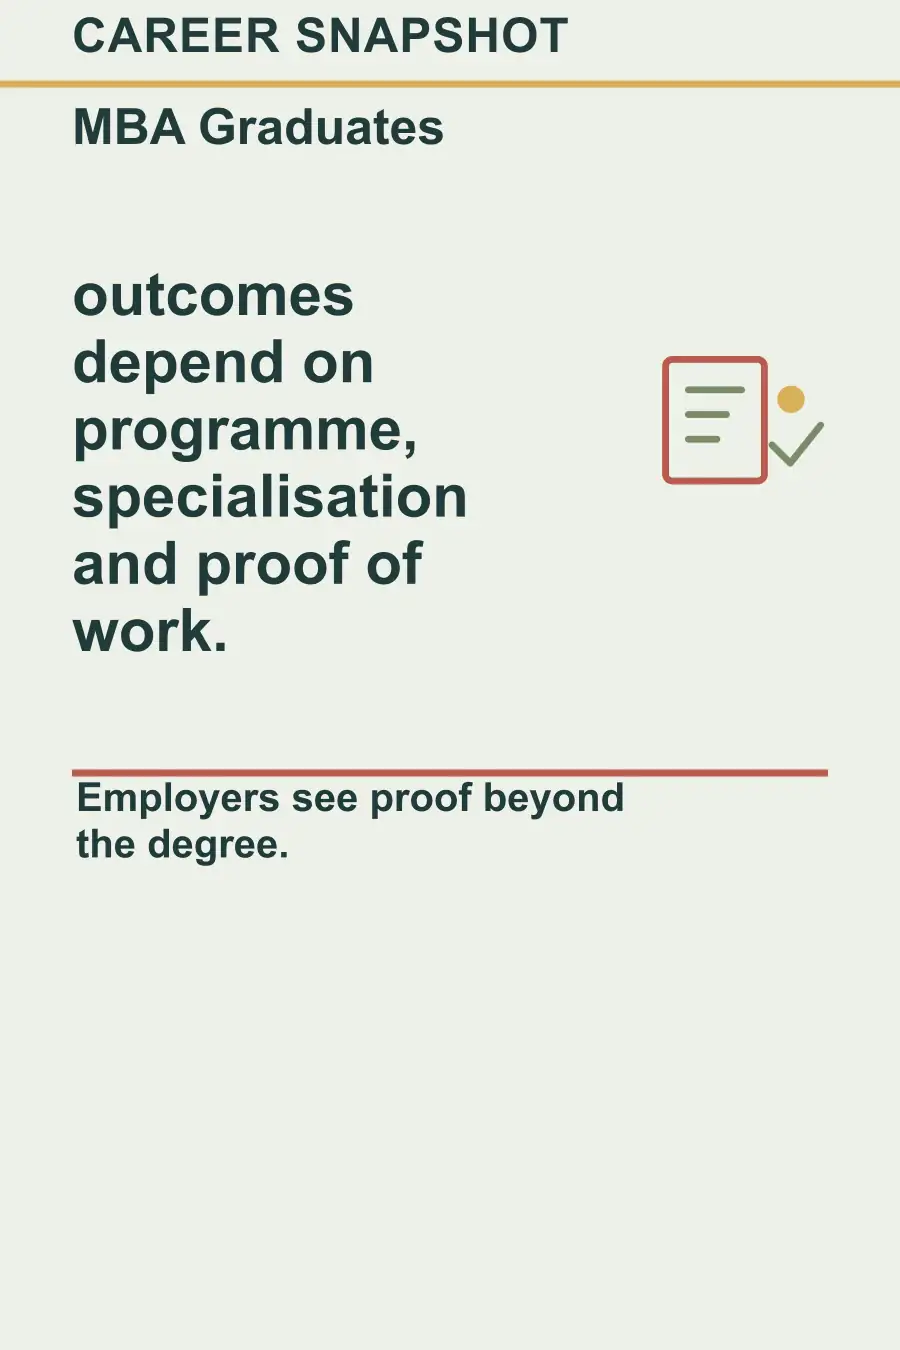 CAREER SNAPSHOT
MBA Graduates
outcomes
depend on
programme,
specialisation
and proof of
work.
Employers see proof beyond
the degree.